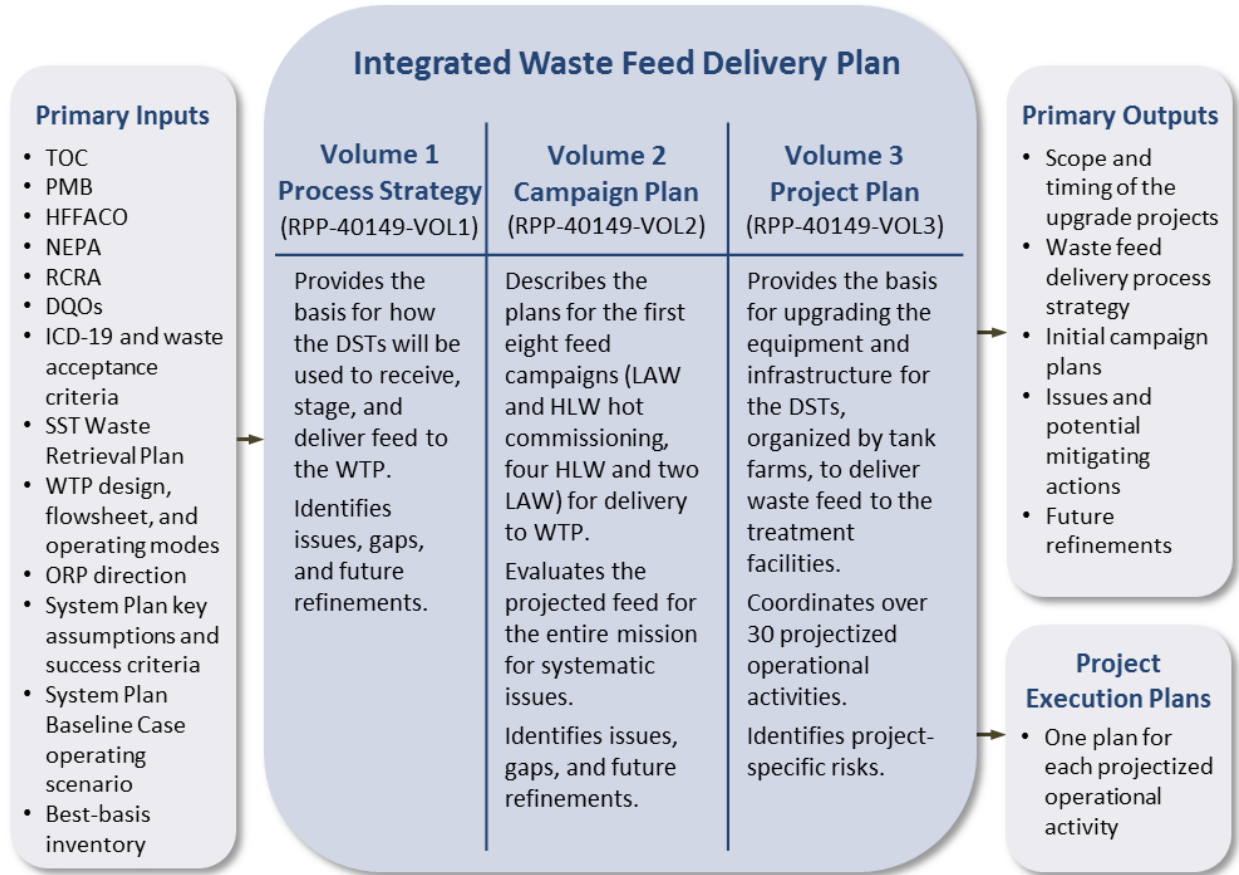 Integrated Waste Feed Delivery Plan
Primary Inputs
• TOC
• PMB
• HFFACO
• NEPA
• RCRA
• DQOs
• ICD-19 and waste
acceptance
criteria
• SST Waste
Retrieval Plan
• WTP design,
flowsheet, and
operating modes
• ORP direction
• System Plan key
assumptions and
success criteria
• System Plan
Baseline Case
operating
scenario
• Best-basis
inventory
Volume 1
Process Strategy
(RPP-40149-VOL1)
Provides the
basis for how
the DSTs will be
used to receive,
stage, and
deliver feed to
the WTP.
Identifies
issues, gaps,
and future
refinements.
Volume 2
Campaign Plan
(RPP-40149-VOL2)
Describes the
plans for the first
eight feed
campaigns (LAW
and HLW hot
commissioning,
four HLW and two
LAW) for delivery
to WTP.
Evaluates the
projected feed for
the entire mission
for systematic
issues.
Identifies issues,
gaps, and future
refinements.
Volume 3
Project Plan
(RPP-40149-VOL3)
Provides the basis
for upgrading the
equipment and
infrastructure for
the DSTs,
organized by tank
farms, to deliver
waste feed to the
treatment
facilities.
Coordinates over
30 projectized
operational
activities.
Identifies project-
specific risks.
Primary Outputs
• Scope and
timing of the
upgrade projects
• Waste feed
delivery process
strategy
• Initial campaign
plans
• Issues and
potential
mitigating
actions
• Future
refinements
Project
Execution Plans
• One plan for
each projectized
operational
activity